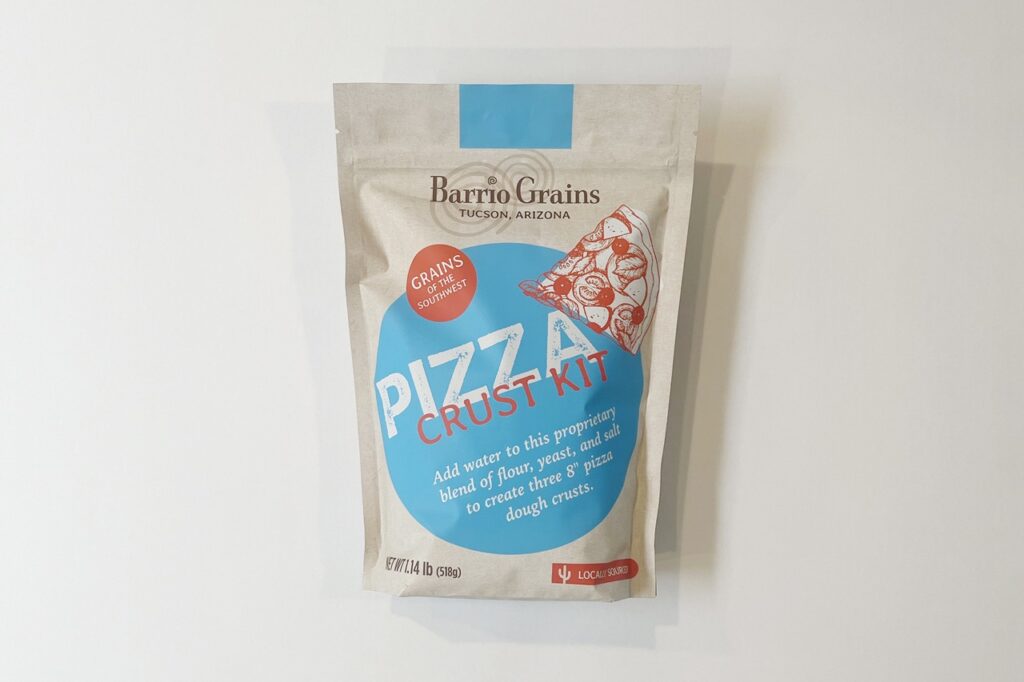 Barrio Grains
TUCSON, ARIZONA
GRAINS
OF THE
SOUTHWEST
PIZZA
CRUST KIT
Add water to this proprietary
blend of flour, yeast, and salt
to create three 8" pizza
dough crusts.
NET WT 1.14 lb (518g)
LOCALLY SOURCED